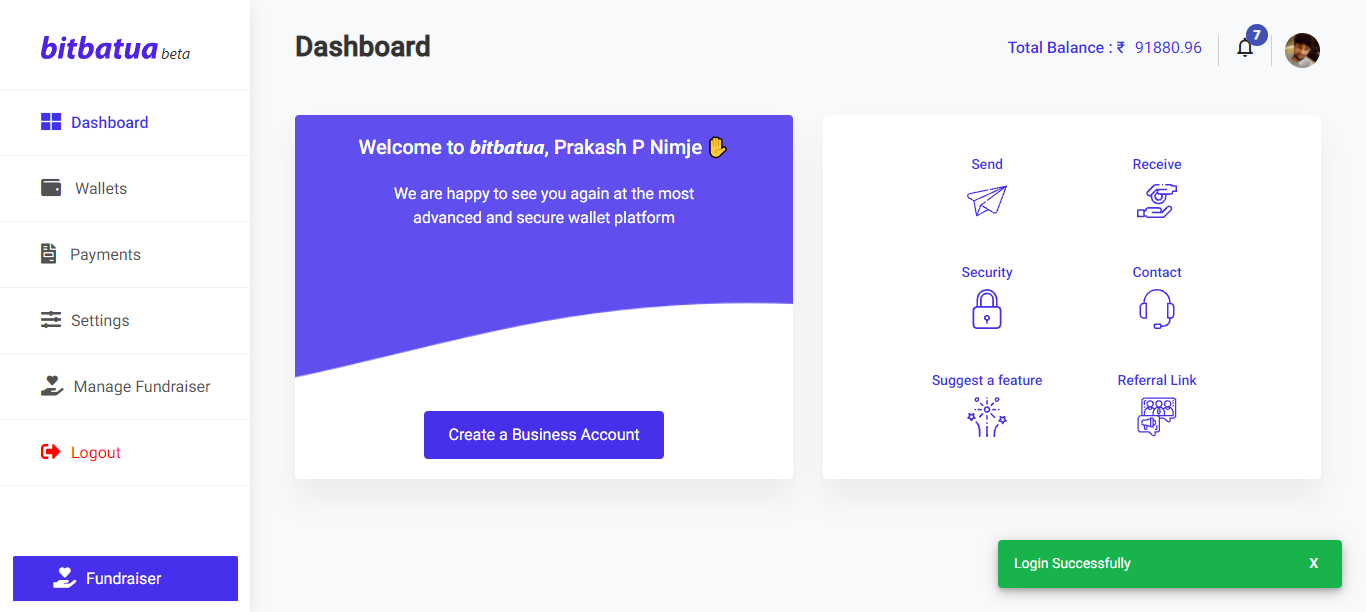 bitbatua beta
Dashboard
Total Balance : ₹ 91880.96
7
Dashboard
Wallets
Payments
Settings
Manage Fundraiser
Logout
Fundraiser
Welcome to bitbatua, Prakash P Nimje ✋
We are happy to see you again at the most
advanced and secure wallet platform
Create a Business Account
Send
Receive
Security
Contact
Suggest a feature
Referral Link
Login Successfully X